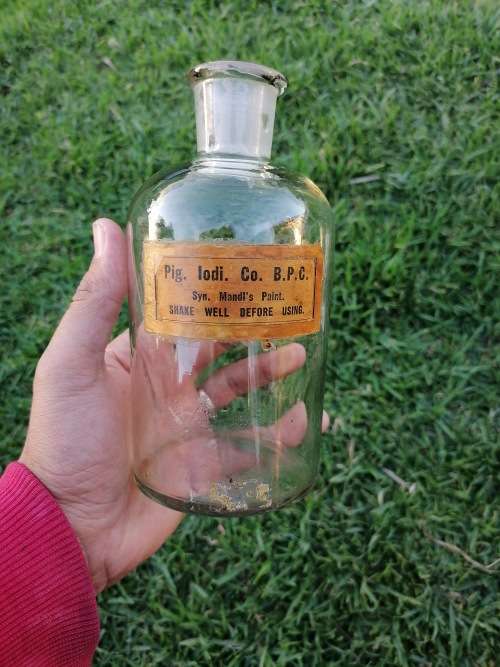 Pig. Iodi. Co. B.P.C.
Syn. Mandl's Paint.
SHAKE WELL BEFORE USING.